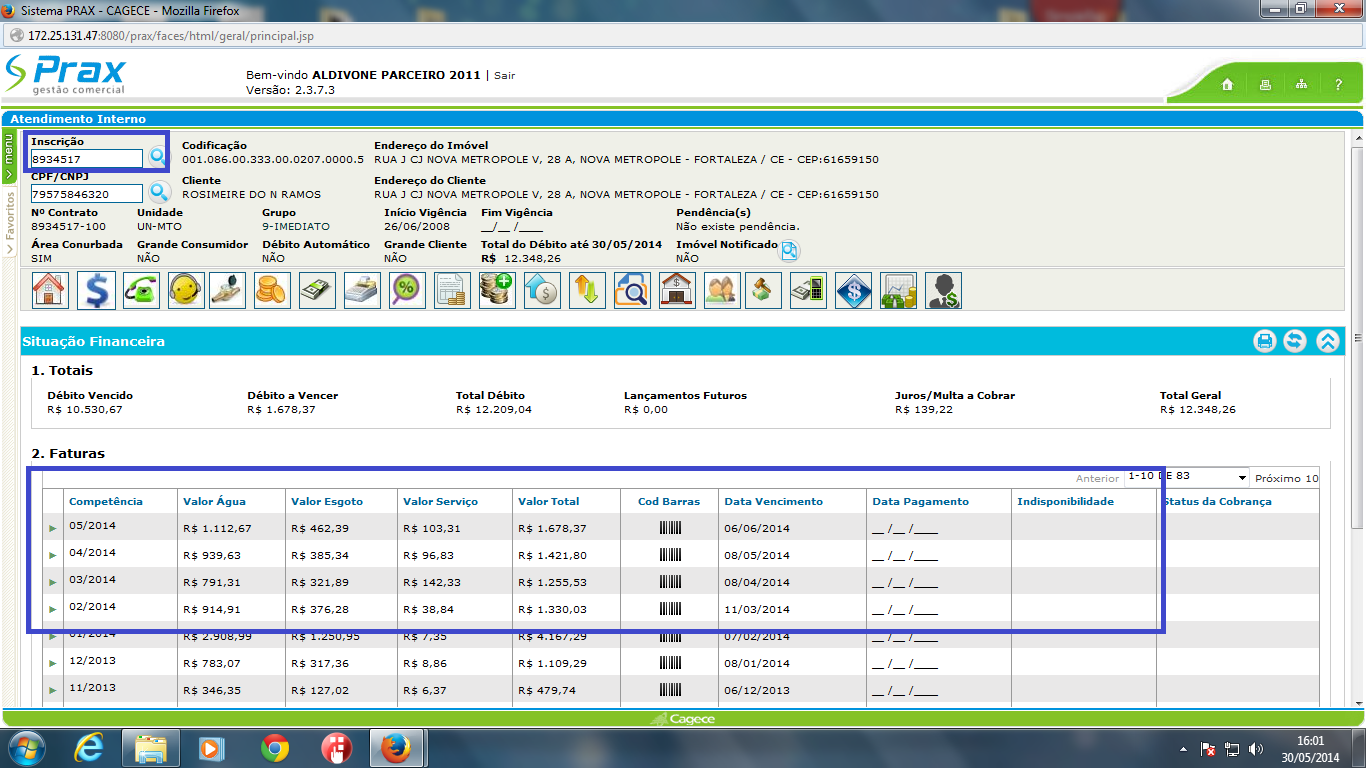 Sistema PRAX - CAGECE - Mozilla Firefox
172.25.131.47:8080/prax/faces/html/geral/principal.jsp
Prax
gestão comercial
Bem-vindo ALDIVONE PARCEIRO 2011 | Sair
Versão: 2.3.7.3
?
Atendimento Interno
menu
Favoritos
Inscrição Codificação Endereço do Imóvel
8934517 001.086.00.333.00.0207.0000.5 RUA J CJ NOVA METROPOLE V, 28 A, NOVA METROPOLE - FORTALEZA / CE - CEP:61659150
CPF/CNPJ Cliente Endereço do Cliente
79575846320 ROSIMEIRE DO N RAMOS RUA J CJ NOVA METROPOLE V, 28 A, NOVA METROPOLE - FORTALEZA / CE - CEP:61659150
Nº Contrato Unidade Grupo Início Vigência Fim Vigência Pendência(s)
8934517-100 UN-MTO 9-IMEDIATO 26/06/2008 __/__ /____ Não existe pendência.
Área Conurbada Grande Consumidor Débito Automático Grande Cliente Total do Débito até 30/05/2014 Imóvel Notificado
SIM NÃO NÃO NÃO R$ 12.348,26 NÃO
Situação Financeira
1. Totais
Débito Vencido Débito a Vencer Total Débito Lançamentos Futuros Juros/Multa a Cobrar Total Geral
R$ 10.530,67 R$ 1.678,37 R$ 12.209,04 R$ 0,00 R$ 139,22 R$ 12.348,26
2. Faturas
Anterior 1-10 DE 83 Próximo 10
Competência Valor Água Valor Esgoto Valor Serviço Valor Total Cod Barras Data Vencimento Data Pagamento Indisponibilidade Status da Cobrança
05/2014 R$ 1.112,67 R$ 462,39 R$ 103,31 R$ 1.678,37 06/06/2014 __ /__ /____
04/2014 R$ 939,63 R$ 385,34 R$ 96,83 R$ 1.421,80 08/05/2014 __ /__ /____
03/2014 R$ 791,31 R$ 321,89 R$ 142,33 R$ 1.255,53 08/04/2014 __ /__ /____
02/2014 R$ 914,91 R$ 376,28 R$ 38,84 R$ 1.330,03 11/03/2014 __ /__ /____
01/2014 R$ 2.908,99 R$ 1.250,95 R$ 7,35 R$ 4.167,29 07/02/2014 __ /__ /____
12/2013 R$ 783,07 R$ 317,36 R$ 8,86 R$ 1.109,29 08/01/2014 __ /__ /____
11/2013 R$ 346,35 R$ 127,02 R$ 6,37 R$ 479,74 06/12/2013 __ /__ /____
Cagece
16:01
30/05/2014